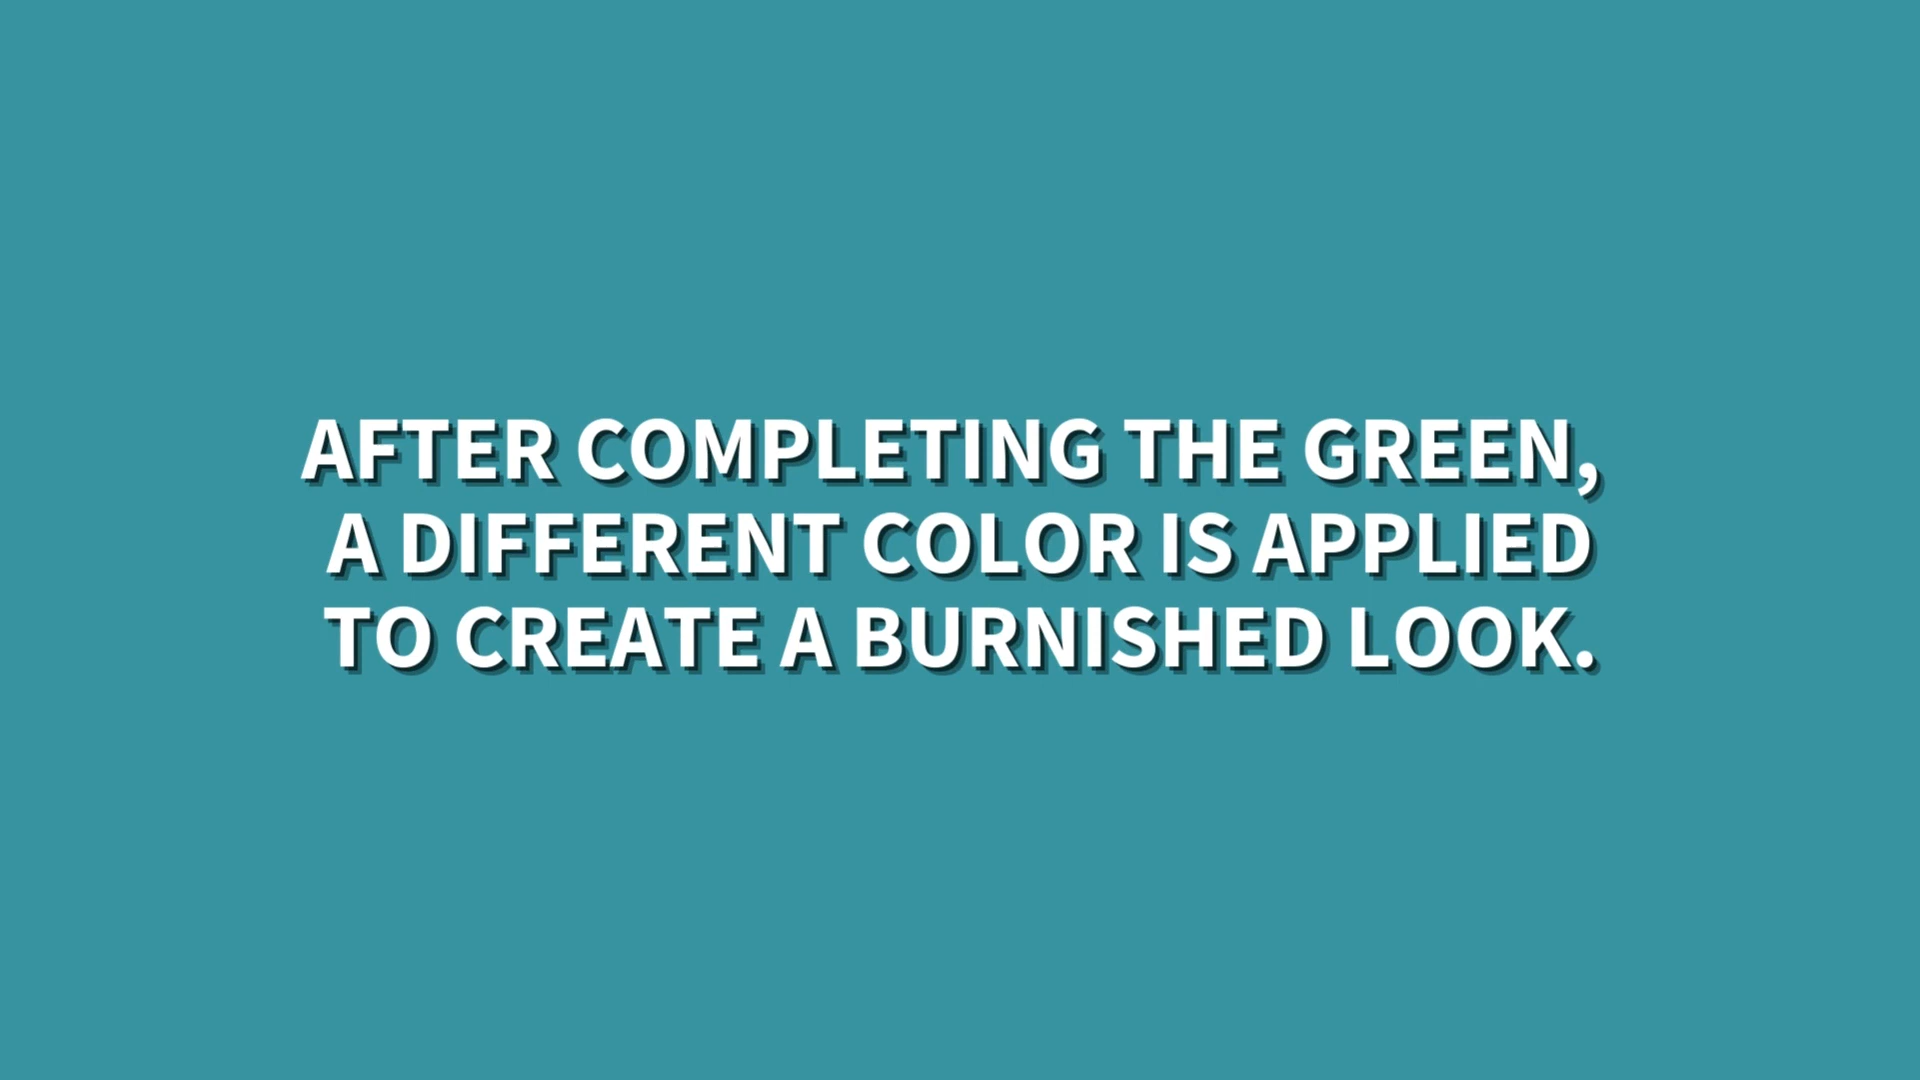 AFTER COMPLETING THE GREEN,
A DIFFERENT COLOR IS APPLIED
TO CREATE A BURNISHED LOOK.